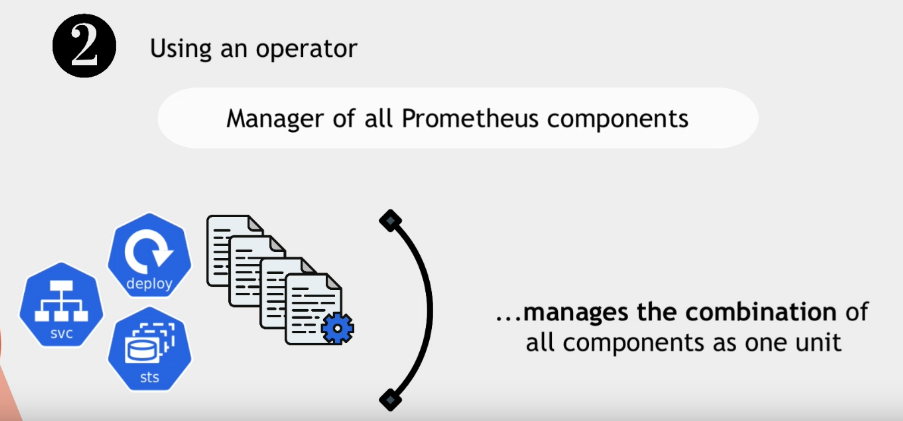 2
Using an operator
Manager of all Prometheus components
deploy
svc
sts
...manages the combination of
all components as one unit